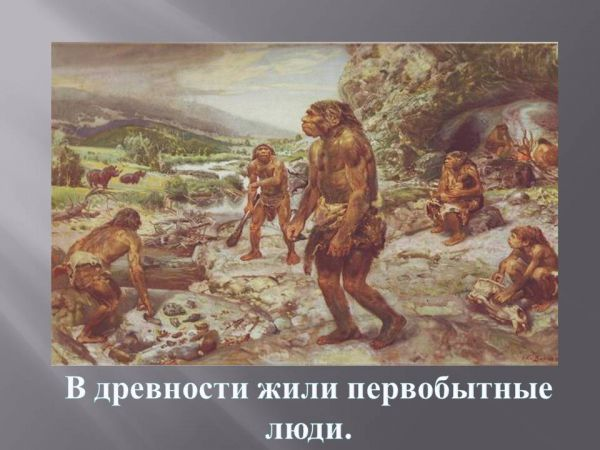 В древности жили первобытные
люди.